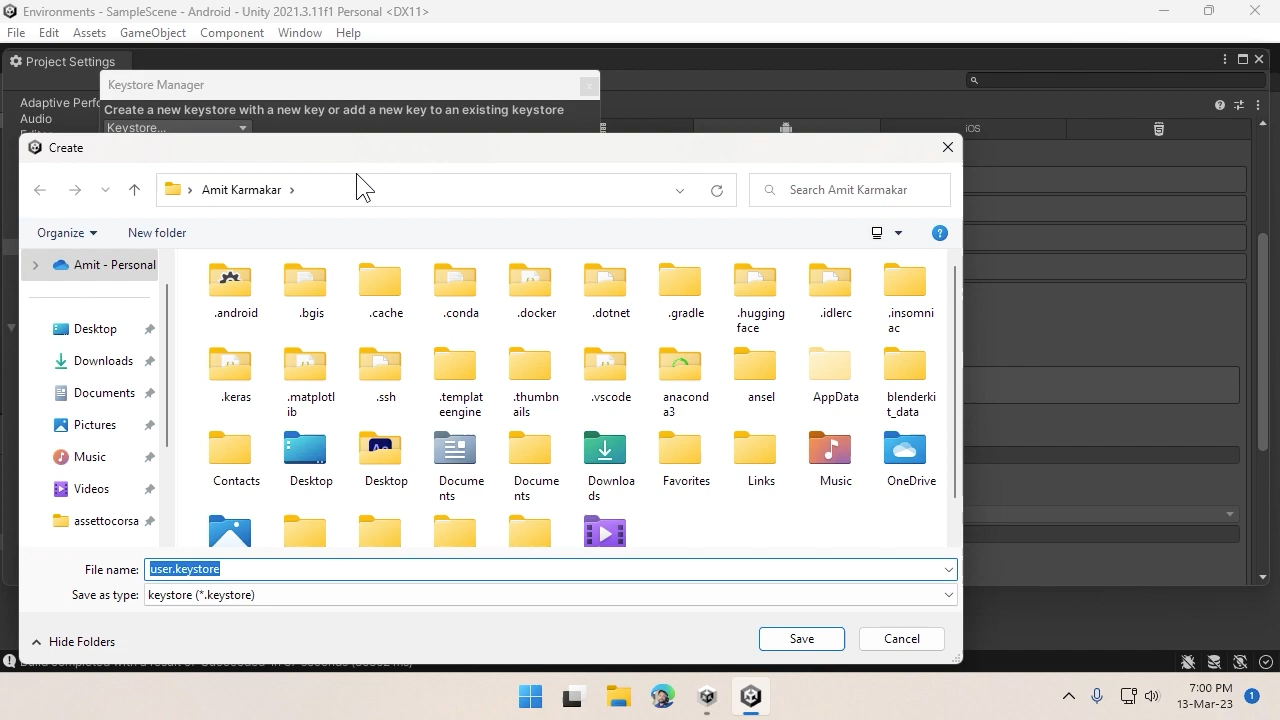 Environments - SampleScene - Android - Unity 2021.3.11f1 Personal <DX11>
File Edit Assets GameObject Component Window Help
Project Settings
Keystore Manager
Create a new keystore with a new key or add a new key to an existing keystore
Keystore...
Audio
iOS
Create
Amit Karmakar
Search Amit Karmakar
Organize
New folder
Amit - Personal
Desktop
Downloads
Documents
Pictures
Music
Videos
assettocorsa
.android .bgis .cache .conda .docker .dotnet .gradle .hugging face .idlerc .insomni ac
.keras .matplotl ib .ssh .templat eengine .thumbn ails .vscode anacond a3 ansel AppData blenderki t_data
Contacts Desktop Desktop Docume nts Docume nts Downloa ds Favorites Links Music OneDrive
File name: user.keystore
Save as type: keystore (*.keystore)
Hide Folders
Save
Cancel
7:00 PM
13-Mar-23
1